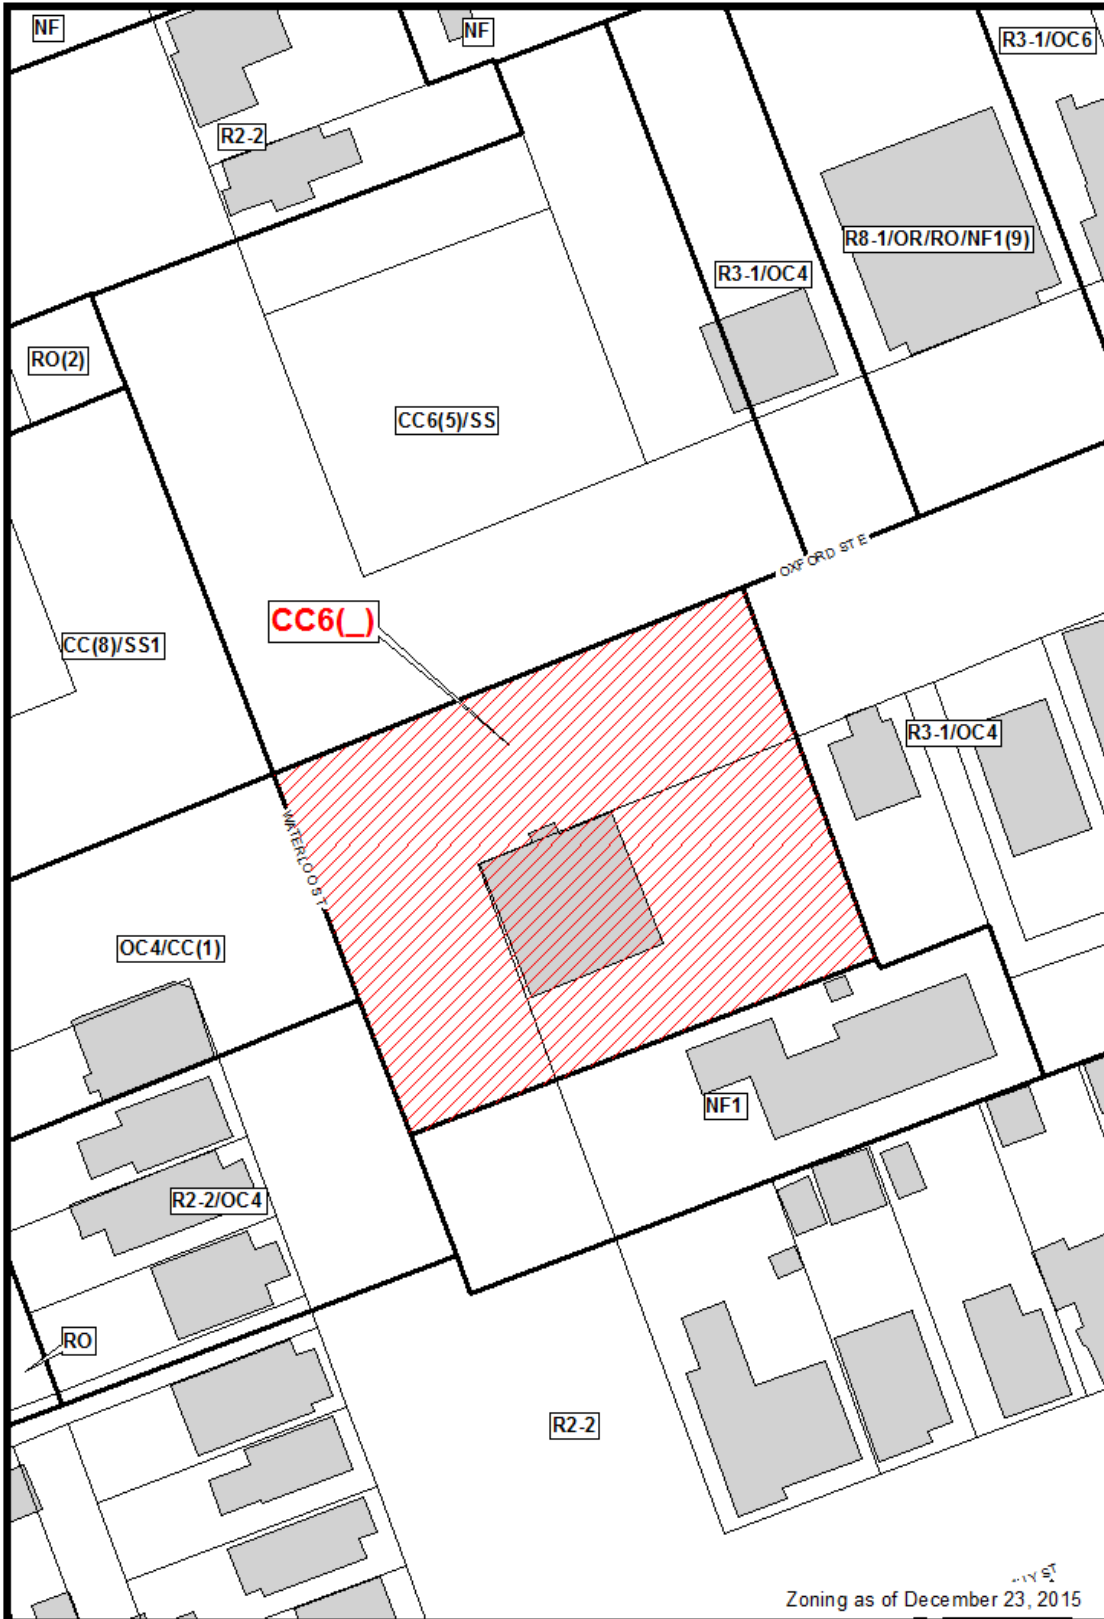 NF
NF
R3-1/OC6
R2-2
R8-1/OR/RO/NF1(9)
R3-1/OC4
RO(2)
CC6(5)/SS
OXFORD ST E
CC6(_)
CC(8)/SS1
R3-1/OC4
WATERLOO ST
OC4/CC(1)
NF1
R2-2/OC4
RO
R2-2
ST
Zoning as of December 23, 2015